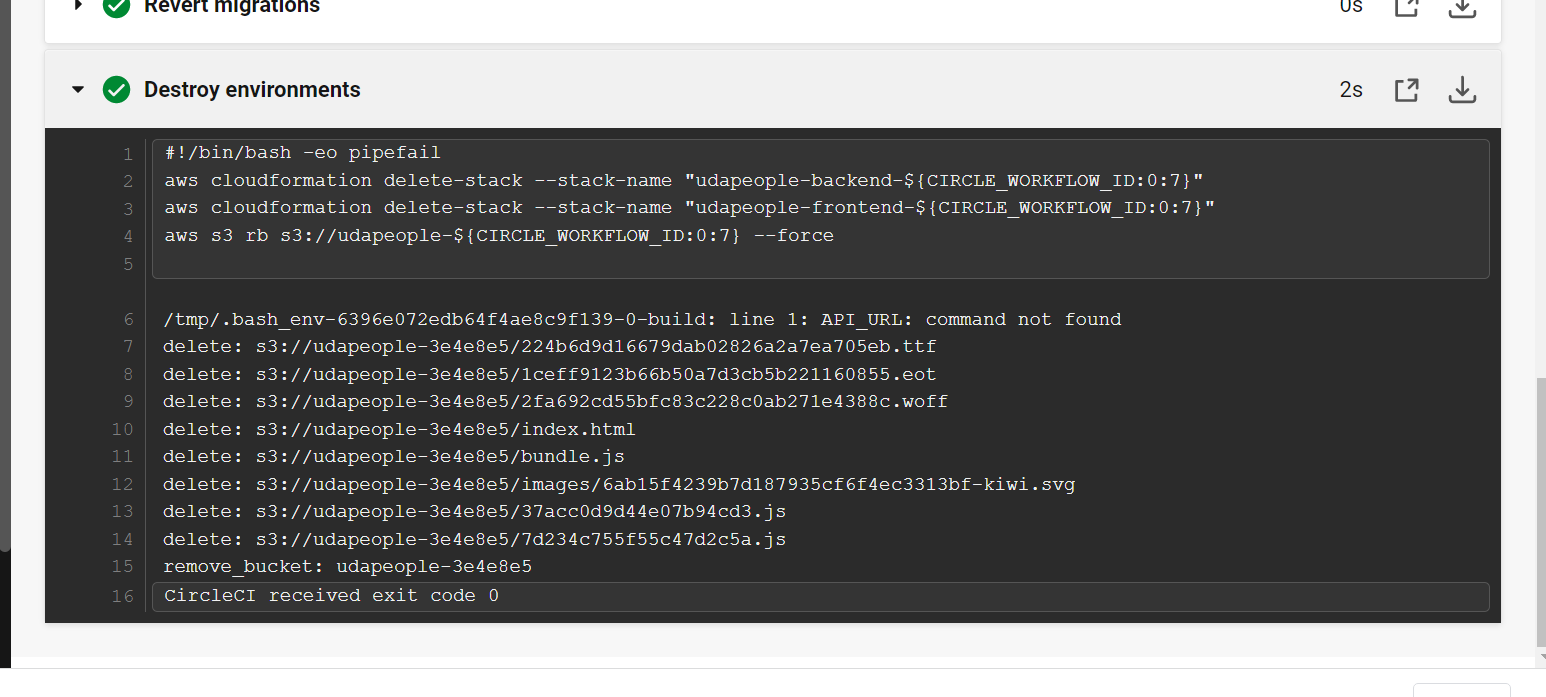 Revert migrations 0s
Destroy environments 2s
1 #!/bin/bash -eo pipefail
2 aws cloudformation delete-stack --stack-name "udapeople-backend-${CIRCLE_WORKFLOW_ID:0:7}"
3 aws cloudformation delete-stack --stack-name "udapeople-frontend-${CIRCLE_WORKFLOW_ID:0:7}"
4 aws s3 rb s3://udapeople-${CIRCLE_WORKFLOW_ID:0:7} --force
5
6 /tmp/.bash_env-6396e072edb64f4ae8c9f139-0-build: line 1: API_URL: command not found
7 delete: s3://udapeople-3e4e8e5/224b6d9d16679dab02826a2a7ea705eb.ttf
8 delete: s3://udapeople-3e4e8e5/1ceff9123b66b50a7d3cb5b221160855.eot
9 delete: s3://udapeople-3e4e8e5/2fa692cd55bfc83c228c0ab271e4388c.woff
10 delete: s3://udapeople-3e4e8e5/index.html
11 delete: s3://udapeople-3e4e8e5/bundle.js
12 delete: s3://udapeople-3e4e8e5/images/6ab15f4239b7d187935cf6f4ec3313bf-kiwi.svg
13 delete: s3://udapeople-3e4e8e5/37acc0d9d44e07b94cd3.js
14 delete: s3://udapeople-3e4e8e5/7d234c755f55c47d2c5a.js
15 remove_bucket: udapeople-3e4e8e5
16 CircleCI received exit code 0